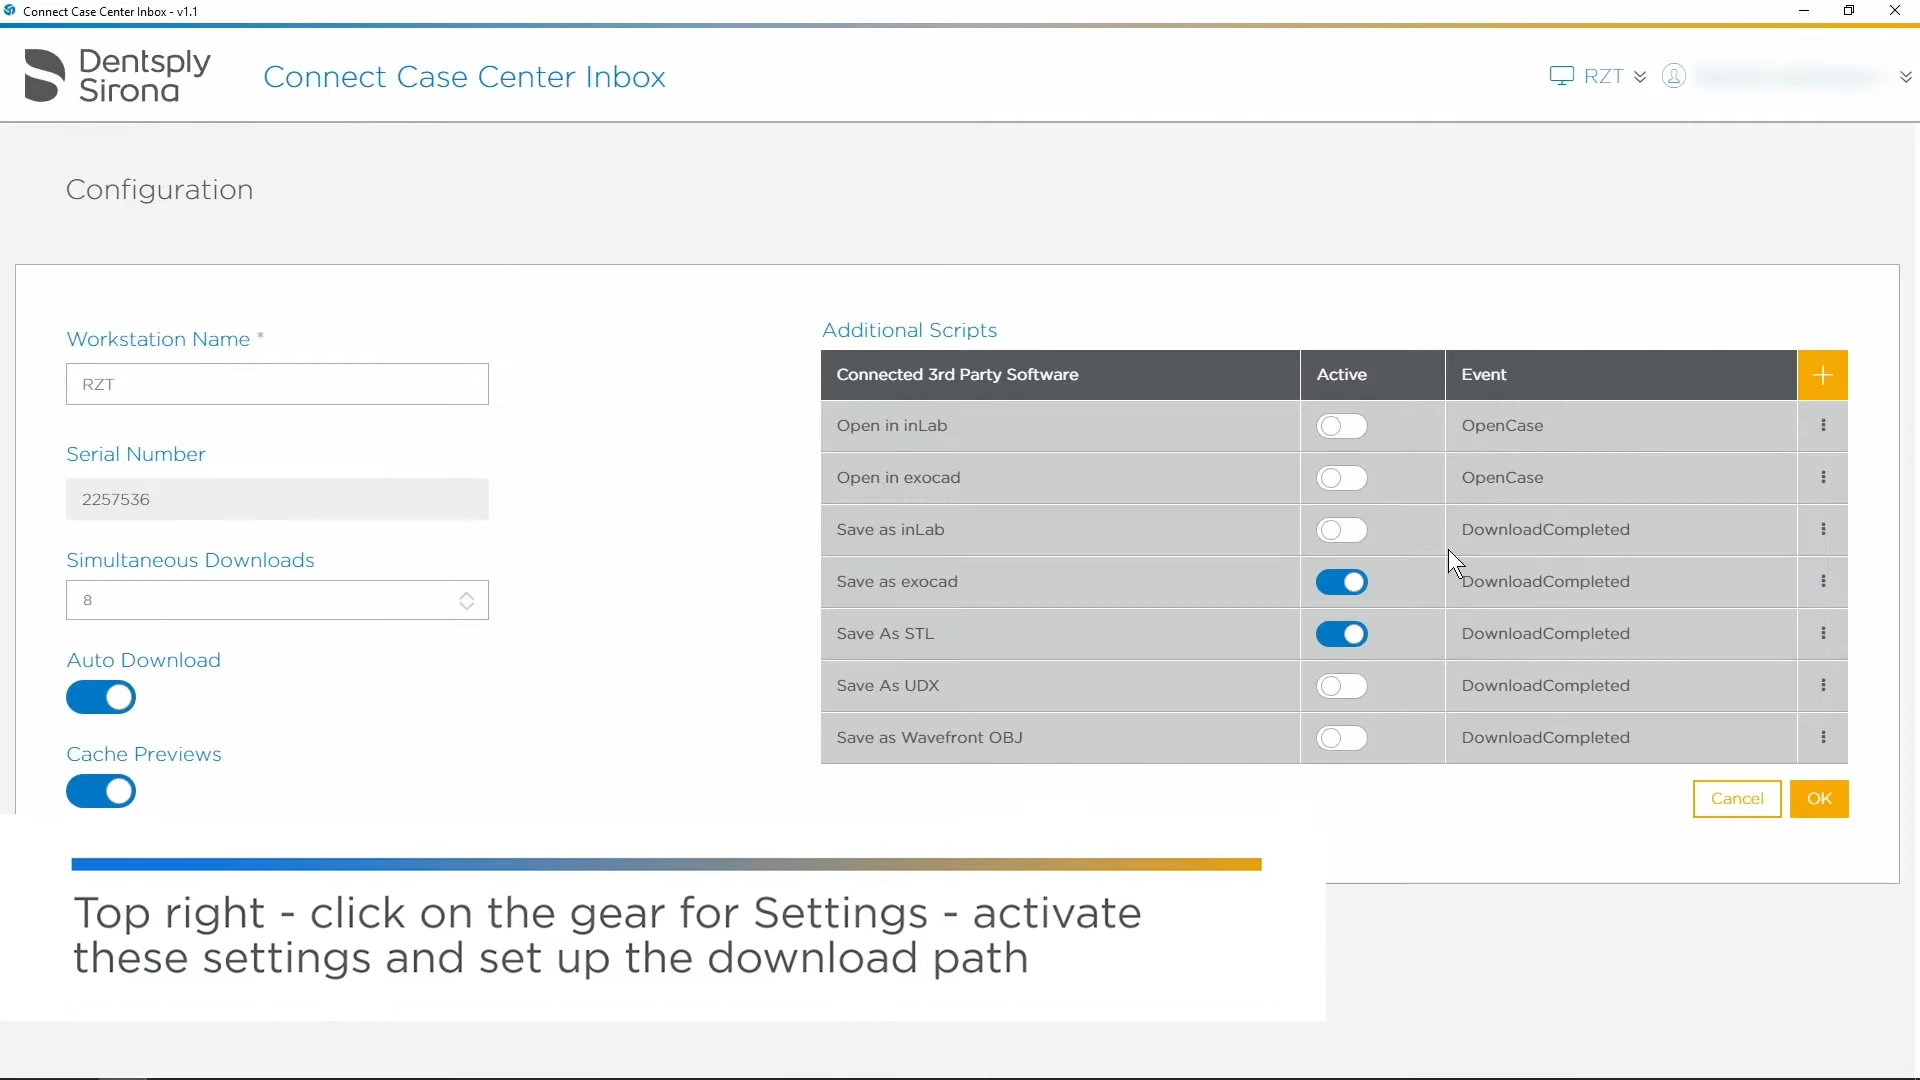 Connect Case Center Inbox - v1.1
Dentsply
Sirona
Connect Case Center Inbox
RZT
Configuration
Workstation Name *
RZT
Serial Number
2257536
Simultaneous Downloads
8
Auto Download
Cache Previews
Additional Scripts
Connected 3rd Party Software Active Event +
Open in inLab OpenCase
Open in exocad OpenCase
Save as inLab DownloadCompleted
Save as exocad DownloadCompleted
Save As STL DownloadCompleted
Save As UDX DownloadCompleted
Save as Wavefront OBJ DownloadCompleted
Cancel OK
Top right - click on the gear for Settings - activate
these settings and set up the download path